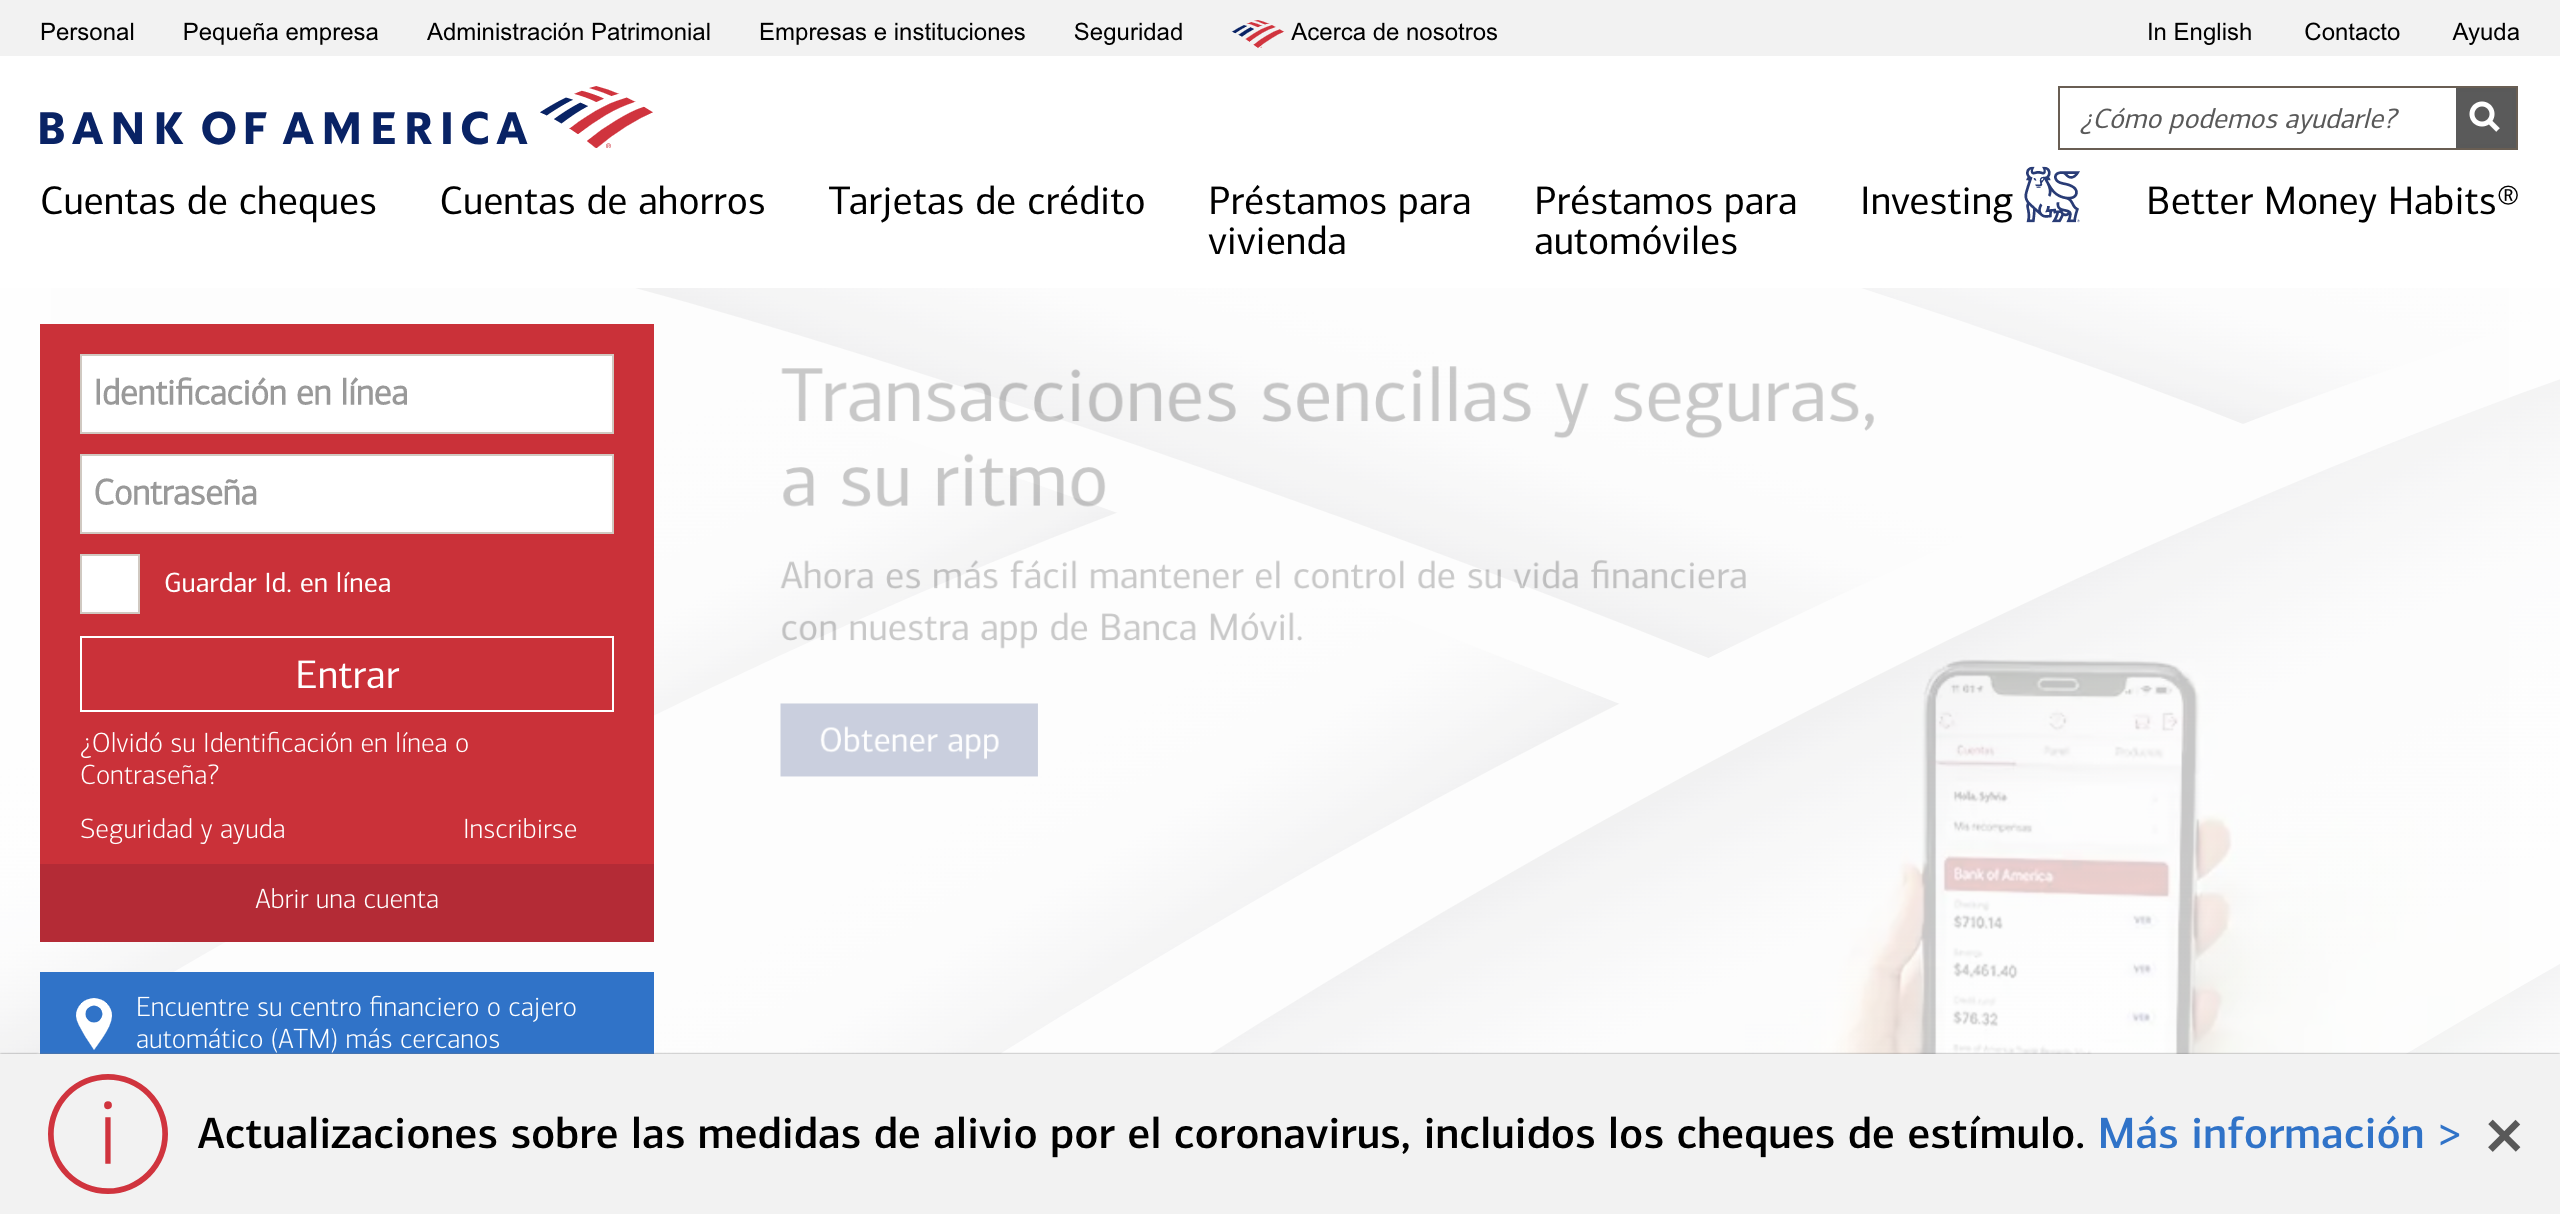 Personal Pequeña empresa Administración Patrimonial Empresas e instituciones Seguridad Acerca de nosotros In English Contacto Ayuda
BANK OF AMERICA
¿Cómo podemos ayudarle?
Cuentas de cheques Cuentas de ahorros Tarjetas de crédito Préstamos para vivienda Préstamos para automóviles Investing Better Money Habits®
Identificación en línea
Contraseña
Guardar Id. en línea
Entrar
¿Olvidó su Identificación en línea o
Contraseña?
Seguridad y ayuda Inscribirse
Abrir una cuenta
Encuentre su centro financiero o cajero
automático (ATM) más cercanos
Transacciones sencillas y seguras,
a su ritmo
Ahora es más fácil mantener el control de su vida financiera
con nuestra app de Banca Móvil.
Obtener app
Cuentas Panel Productos
Hola, Sylvia
Mis recompensas
Bank of America
$710.14 VER
$4,461.40 VER
$76.32 VER
Actualizaciones sobre las medidas de alivio por el coronavirus, incluidos los cheques de estímulo. Más información >